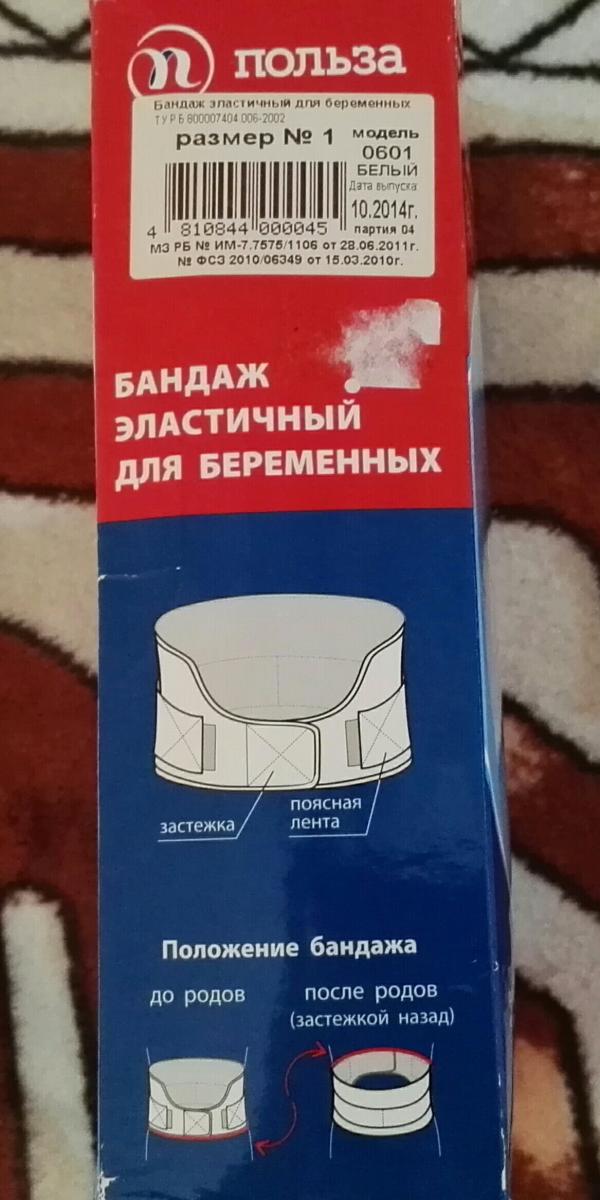 польза
Бандаж эластичный для беременных
ТУ РБ 800007404.006-2002
размер № 1
модель
0601
БЕЛЫЙ
Дата выпуска:
10.2014г.
партия 04
4 810844 000045
МЗ РБ № ИМ-7.7575/1106 от 28.06.2011г.
№ ФСЗ 2010/06349 от 15.03.2010г.
БАНДАЖ
ЭЛАСТИЧНЫЙ
ДЛЯ БЕРЕМЕННЫХ
застежка
поясная
лента
Положение бандажа
до родов
после родов
(застежкой назад)